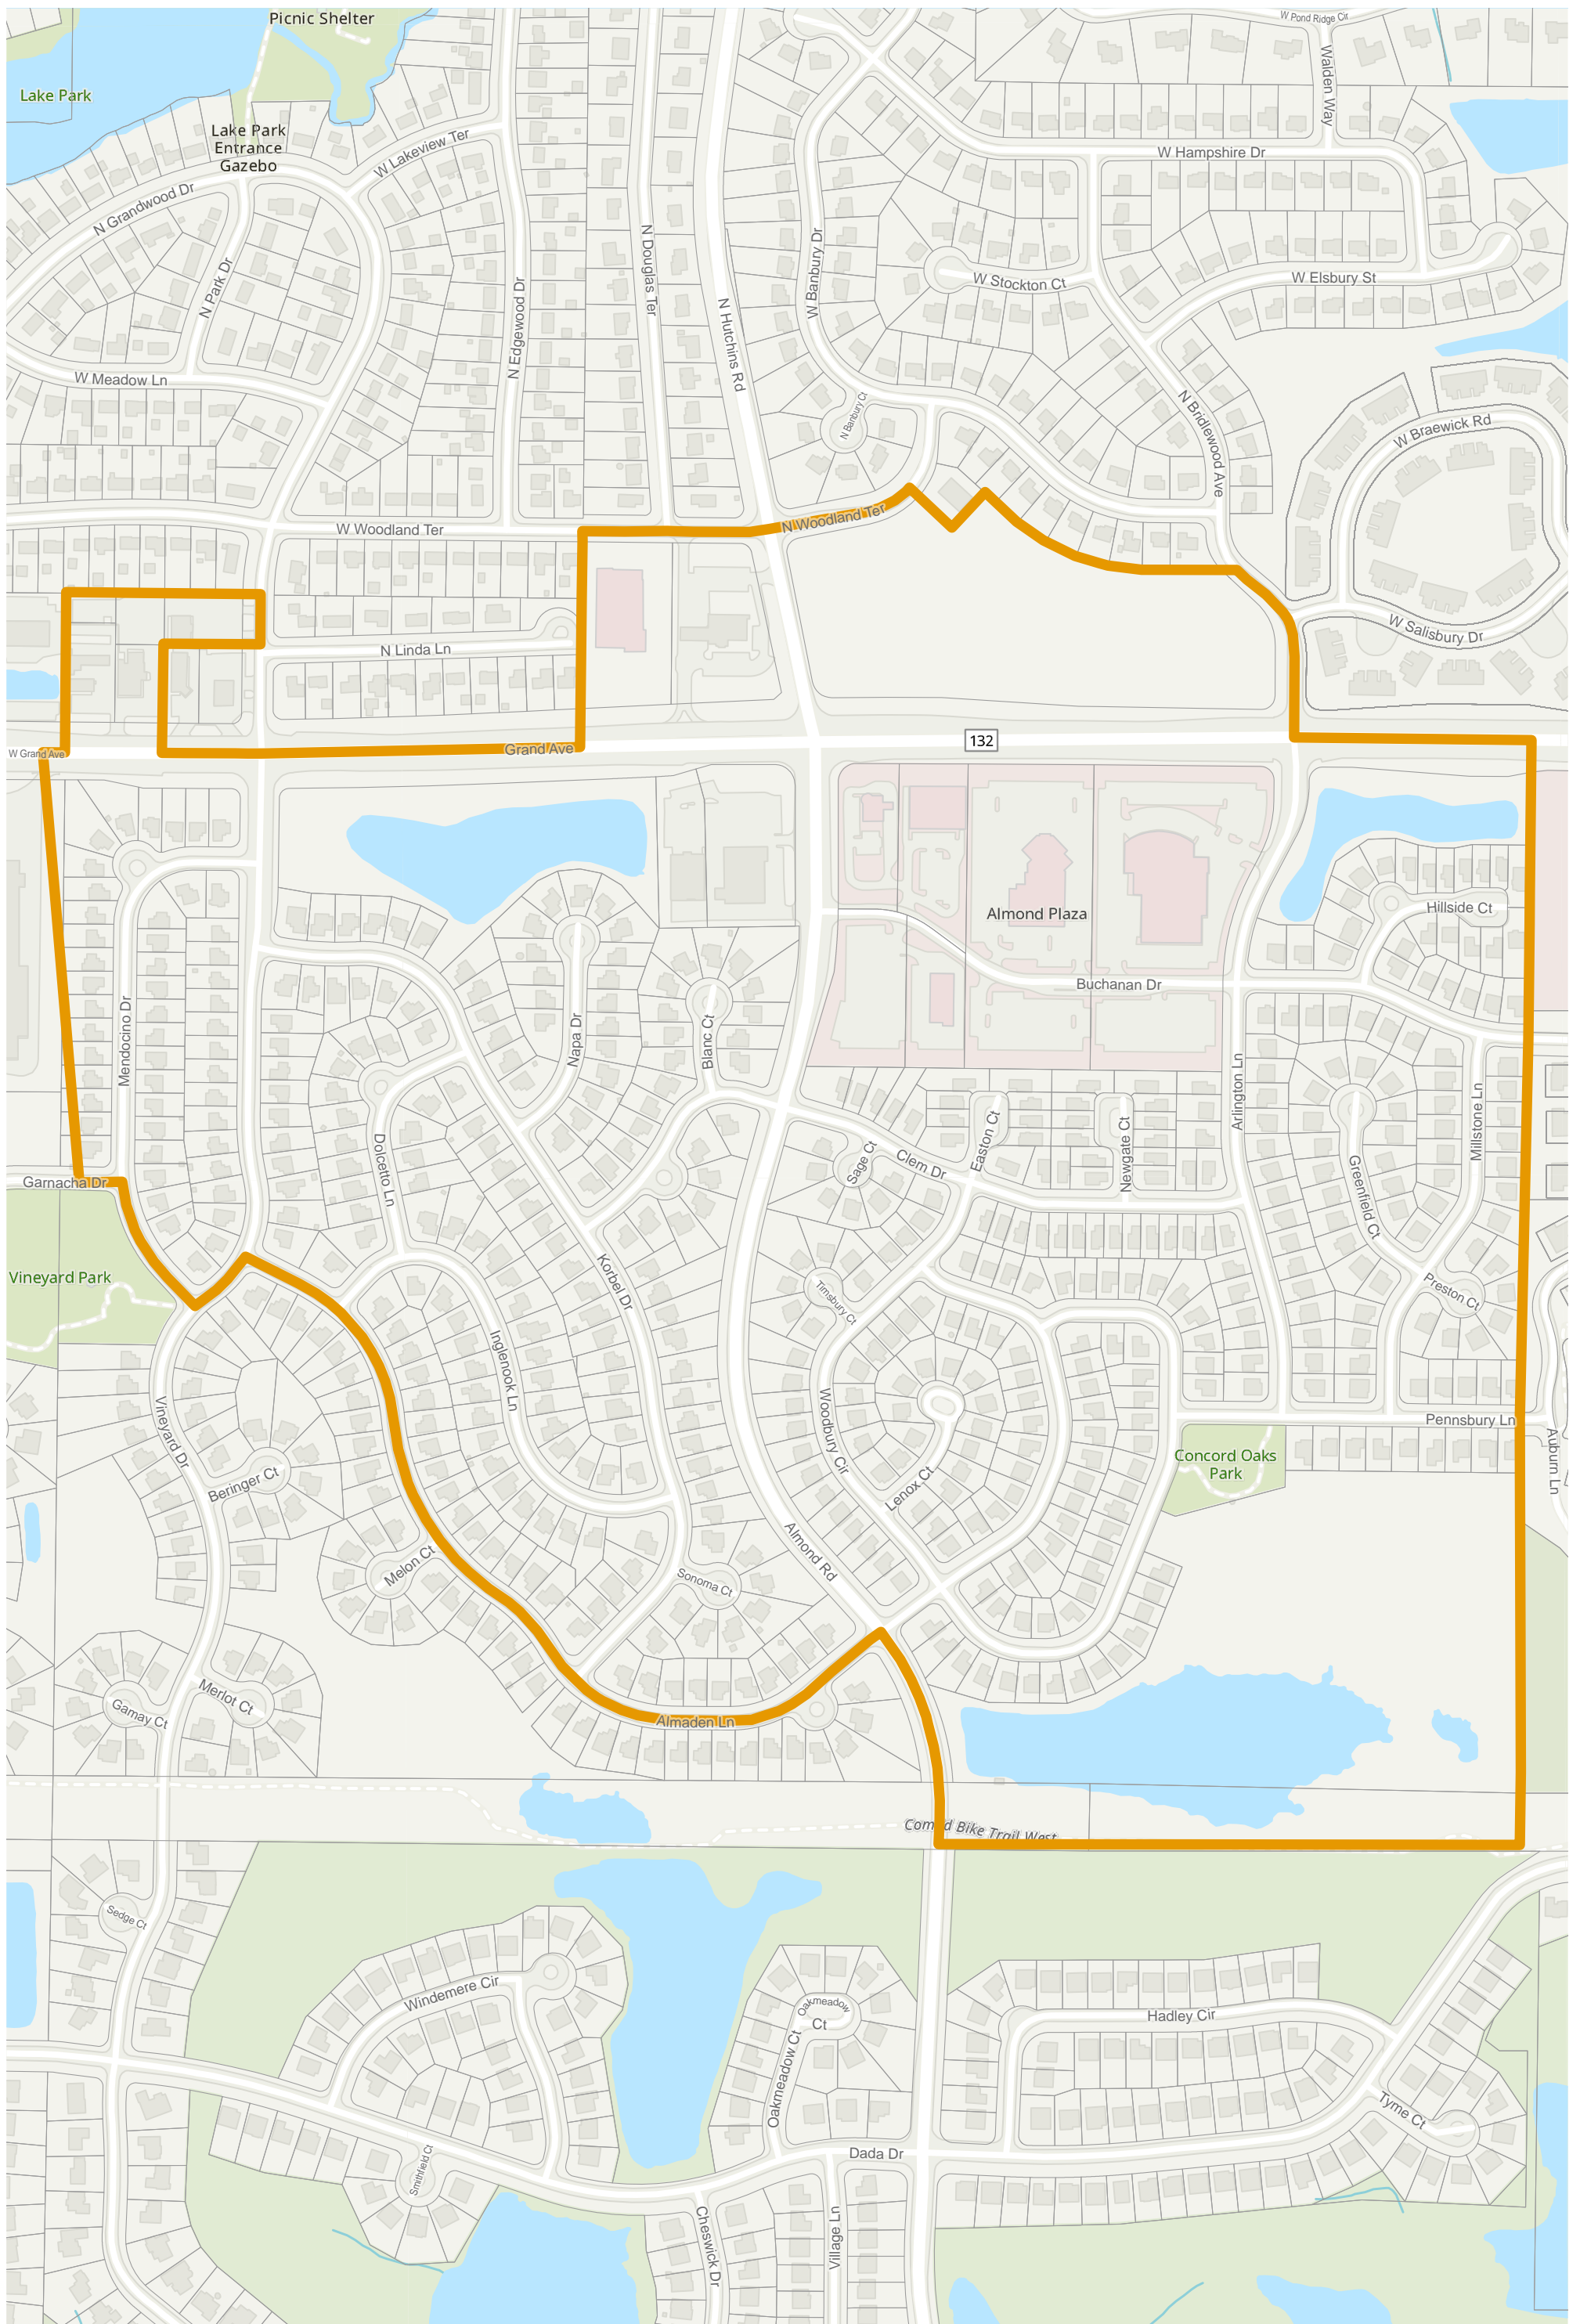 Picnic Shelter
W Pond Ridge Cir
Walden Way
Lake Park
Lake Park
Entrance
Gazebo
W Lakeview Ter
W Hampshire Dr
N Grandwood Dr
N Park Dr
N Edgewood Dr
N Douglas Ter
N Hutchins Rd
W Banbury Dr
W Stockton Ct
W Elsbury St
W Meadow Ln
N Banbury Ct
N Bridlewood Ave
W Braewick Rd
W Woodland Ter
N Woodland Ter
W Salisbury Dr
N Linda Ln
W Grand Ave
Grand Ave
132
Almond Plaza
Hillside Ct
Buchanan Dr
Mendocino Dr
Napa Dr
Blanc Ct
Arlington Ln
Millstone Ln
Dolcetto Ln
Sage Ct
Clem Dr
Easton Ct
Newgate Ct
Greenfield Ct
Garnacha Dr
Vineyard Park
Korbel Dr
Timsbury Ct
Preston Ct
Inglenook Ln
Woodbury Cir
Vineyard Dr
Pennsbury Ln
Auburn Ln
Beringer Ct
Lenox Ct
Concord Oaks
Park
Melon Ct
Almond Rd
Sonoma Ct
Gamay Ct
Merlot Ct
Almaden Ln
Comed Bike Trail West
Sedge Ct
Windemere Cir
Oakmeadow
Ct
Hadley Cir
Oakmeadow Ct
Tyme Ct
Smithfield Ct
Dada Dr
Cheswick Dr
Village Ln